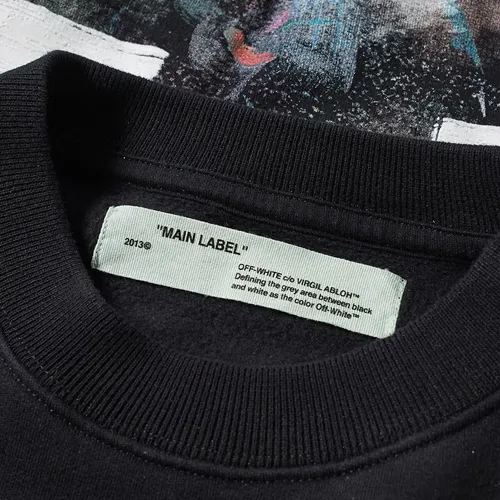 "MAIN LABEL"
2013©
OFF-WHITE c/o VIRGIL ABLOH™
Defining the grey area between black
and white as the color Off-White™